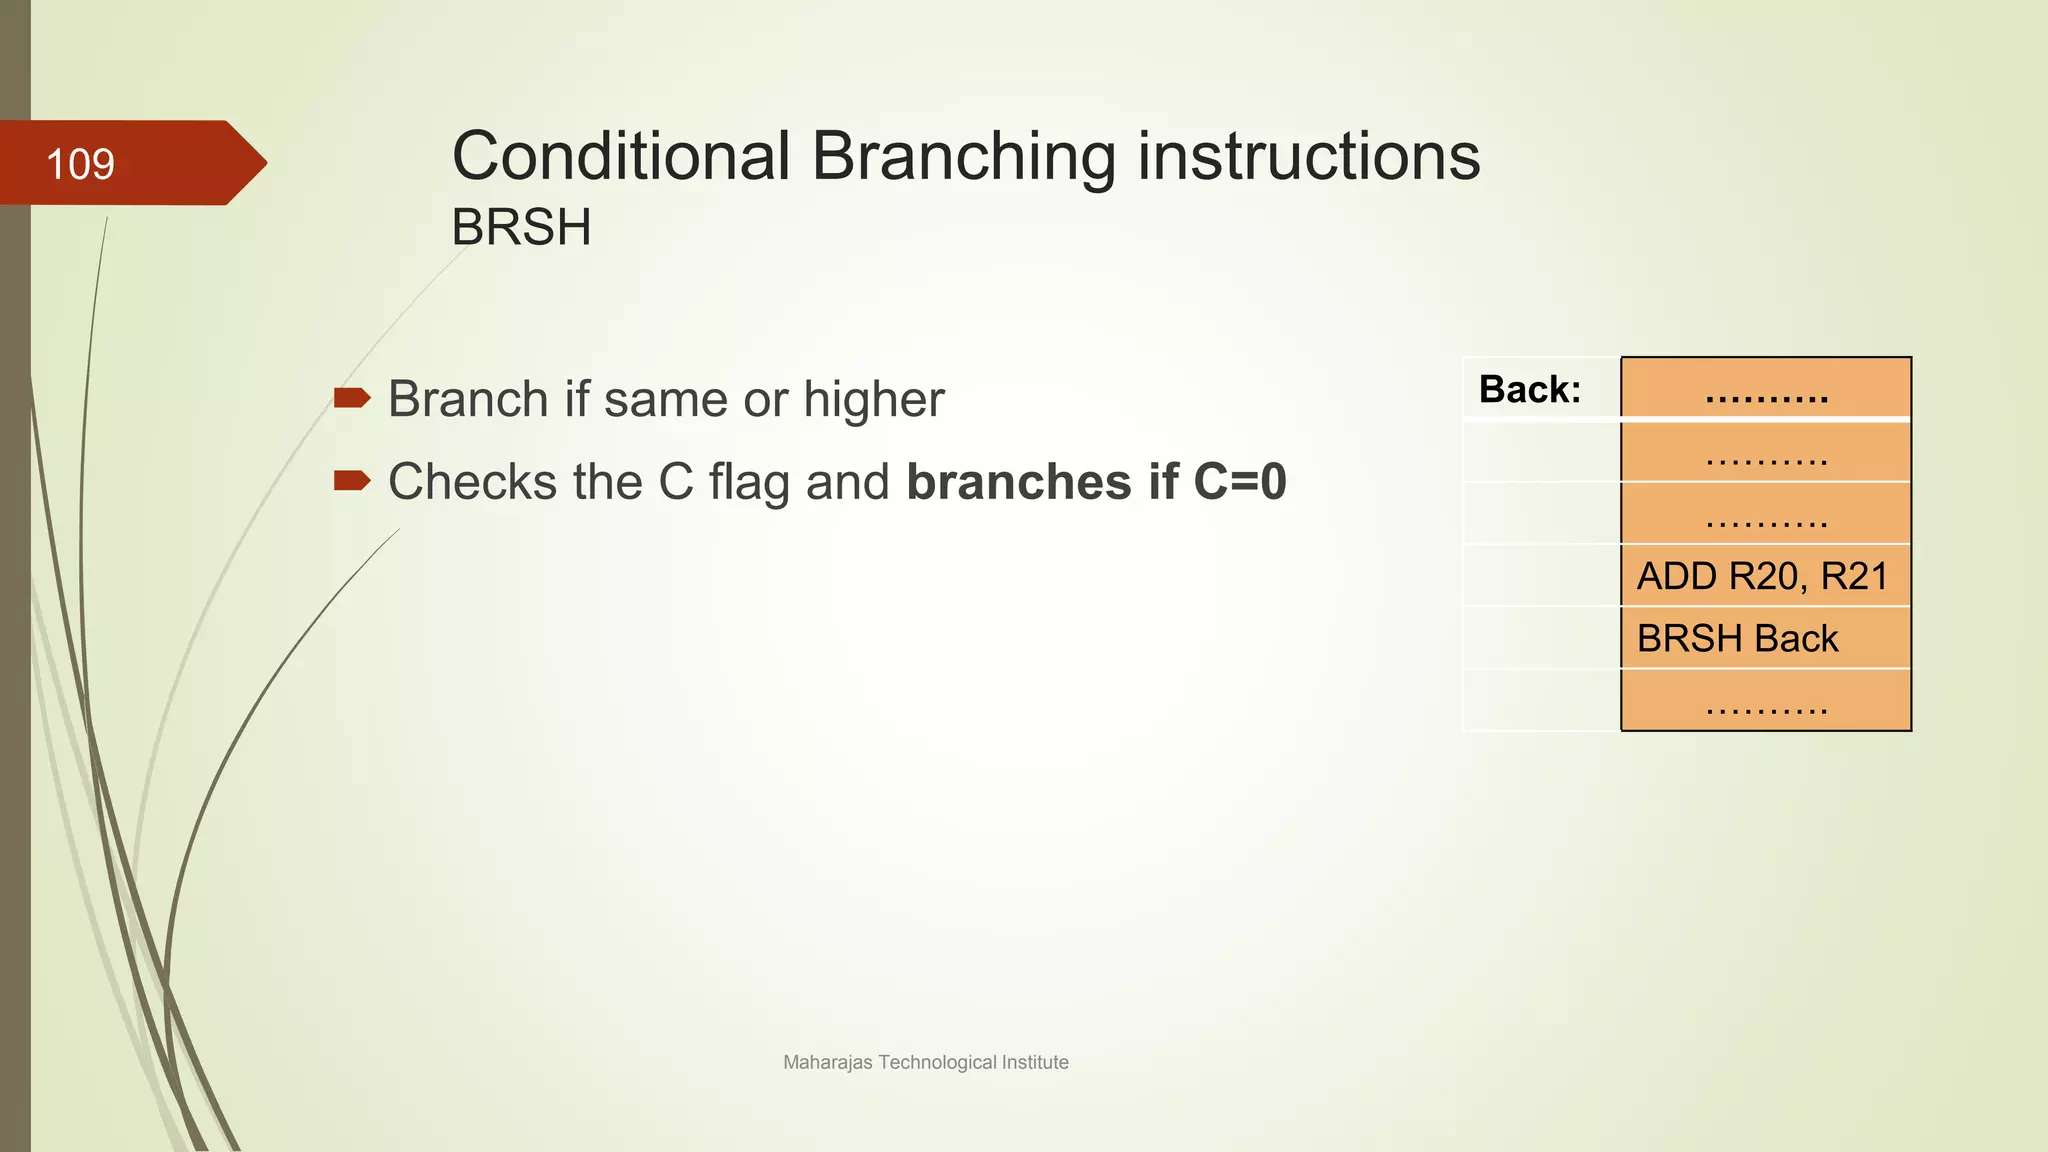 109
Conditional Branching instructions
BRSH
Branch if same or higher
Checks the C flag and branches if C=0
Back: ..........
..........
..........
ADD R20, R21
BRSH Back
..........
Maharajas Technological Institute